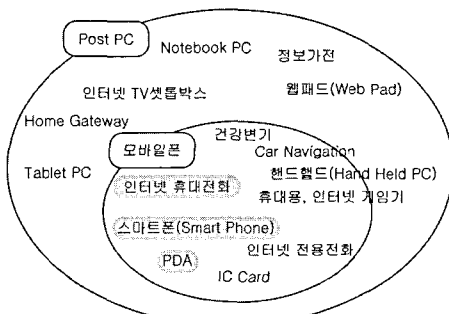 Post PC
Notebook PC
정보가전
인터넷 TV셋톱박스
웹패드(Web Pad)
Home Gateway
건강변기
모바일폰
Car Navigation
Tablet PC
핸드헬드(Hand Held PC)
인터넷 휴대전화
휴대용, 인터넷 게임기
스마트폰(Smart Phone)
인터넷 전용전화
PDA
IC Card